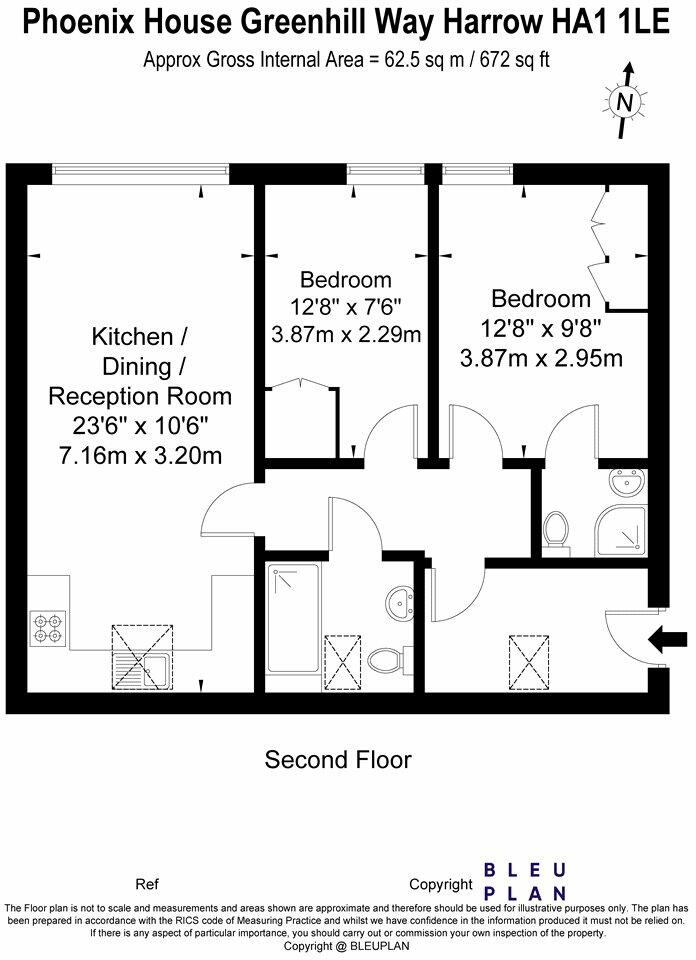 Phoenix House Greenhill Way Harrow HA1 1LE
Approx Gross Internal Area = 62.5 sq m / 672 sq ft
N
Bedroom
12'8" x 7'6"
3.87m x 2.29m
Bedroom
12'8" x 9'8"
3.87m x 2.95m
Kitchen /
Dining /
Reception Room
23'6" x 10'6"
7.16m x 3.20m
Second Floor
Ref
Copyright
BLEU
PLAN
The Floor plan is not to scale and measurements and areas shown are approximate and therefore should be used for illustrative purposes only. The plan has
been prepared in accordance with the RICS code of Measuring Practice and whilst we have confidence in the information produced it must not be relied on.
If there is any aspect of particular importance, you should carry out or commission your own inspection of the property.
Copyright @ BLEUPLAN